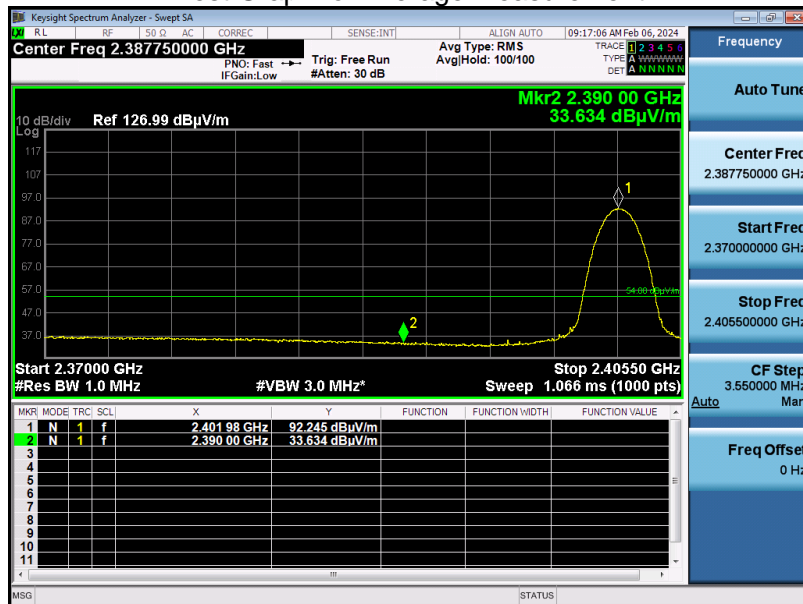 Keysight Spectrum Analyzer - Swept SA
LXI RL RF 50 Ω AC CORREC SENSE:INT ALIGN AUTO 09:17:06 AM Feb 06, 2024
Center Freq 2.387750000 GHz
PNO: Fast
IFGain:Low
Trig: Free Run
#Atten: 30 dB
Avg Type: RMS
Avg|Hold: 100/100
TRACE 1 2 3 4 5 6
TYPE A WWWWW
DET A N N N N N
Mkr2 2.390 00 GHz
33.634 dBµV/m
10 dB/div Ref 126.99 dBµV/m
Log
117
107
97.0
87.0
77.0
67.0
57.0
47.0
37.0
1
2
54.00 dBµV/m
Start 2.37000 GHz Stop 2.40550 GHz
#Res BW 1.0 MHz #VBW 3.0 MHz* Sweep 1.066 ms (1000 pts)
MKR MODE TRC SCL X Y FUNCTION FUNCTION WIDTH FUNCTION VALUE
1 N 1 f 2.401 98 GHz 92.245 dBµV/m
2 N 1 f 2.390 00 GHz 33.634 dBµV/m
3
4
5
6
7
8
9
10
11
MSG STATUS
Frequency
Auto Tune
Center Freq
2.387750000 GHz
Start Freq
2.370000000 GHz
Stop Freq
2.405500000 GHz
CF Step
3.550000 MHz
Auto Man
Freq Offset
0 Hz